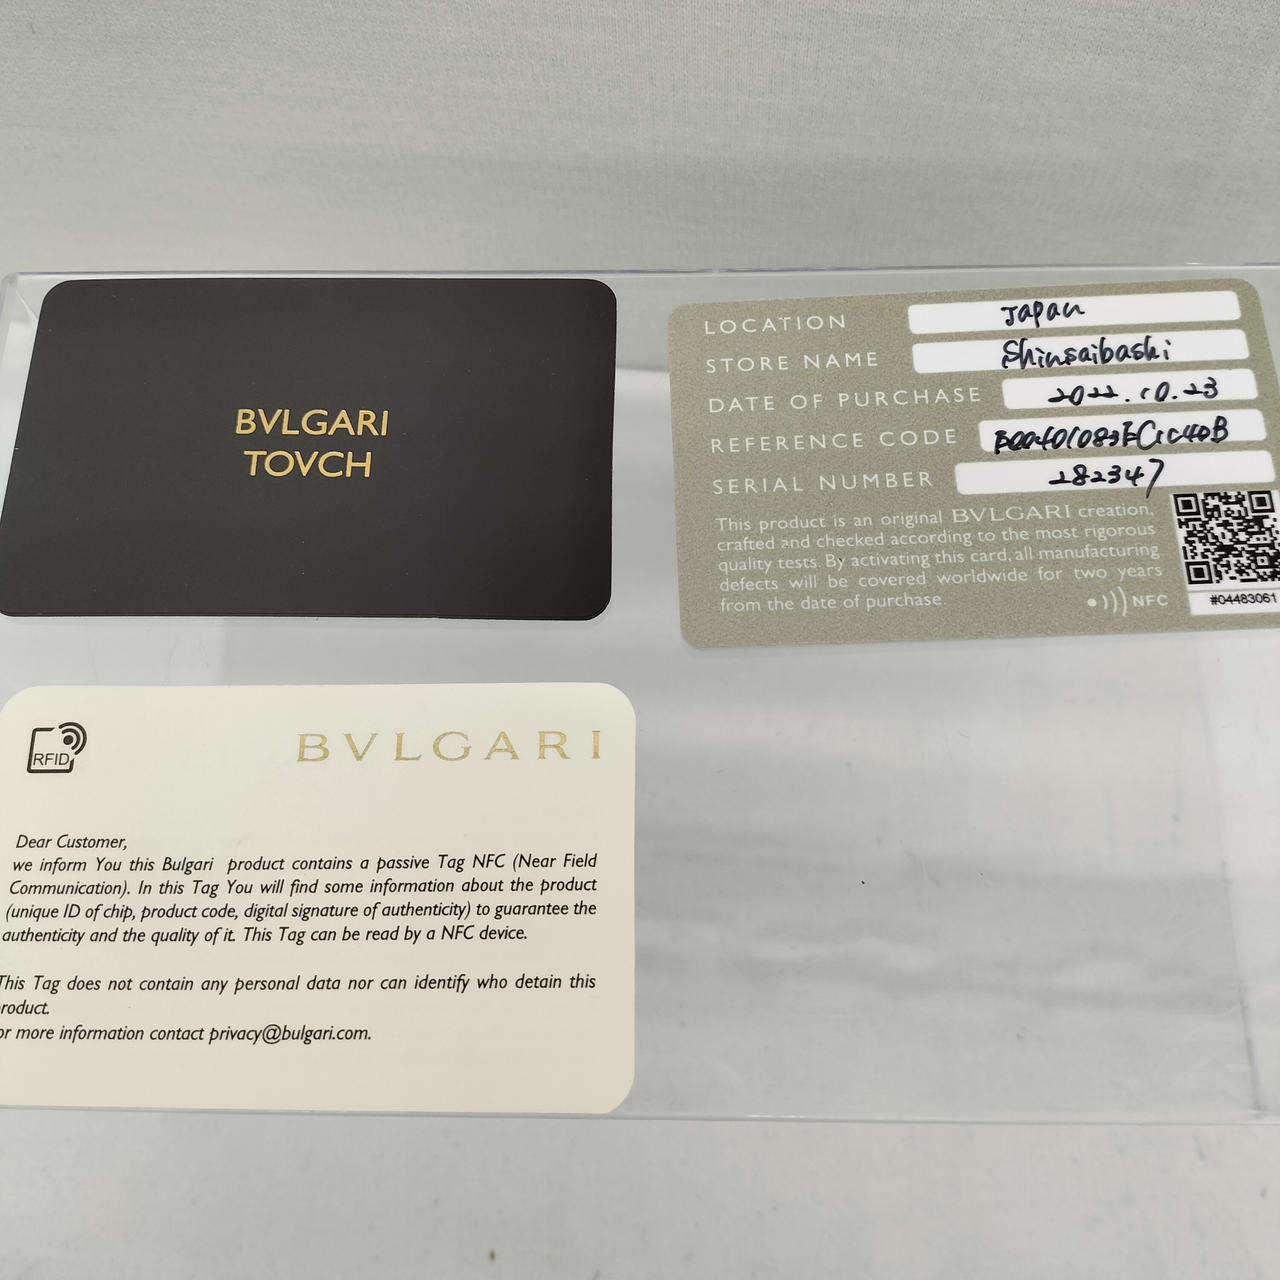 BVLGARI
TOVCH
LOCATION Japan
STORE NAME Shinsaibashi
DATE OF PURCHASE 2022.10.23
REFERENCE CODE
SERIAL NUMBER 282347
This product is an original BVLGARI creation,
crafted and checked according to the most rigorous
quality tests. By activating this card, all manufacturing
defects will be covered worldwide for two years
from the date of purchase.
NFC
#04483061
RFID
BVLGARI
Dear Customer,
we inform You this Bulgari product contains a passive Tag NFC (Near Field
Communication). In this Tag You will find some information about the product
(unique ID of chip, product code, digital signature of authenticity) to guarantee the
authenticity and the quality of it. This Tag can be read by a NFC device.
This Tag does not contain any personal data nor can identify who detain this
roduct.
or more information contact privacy@bulgari.com.